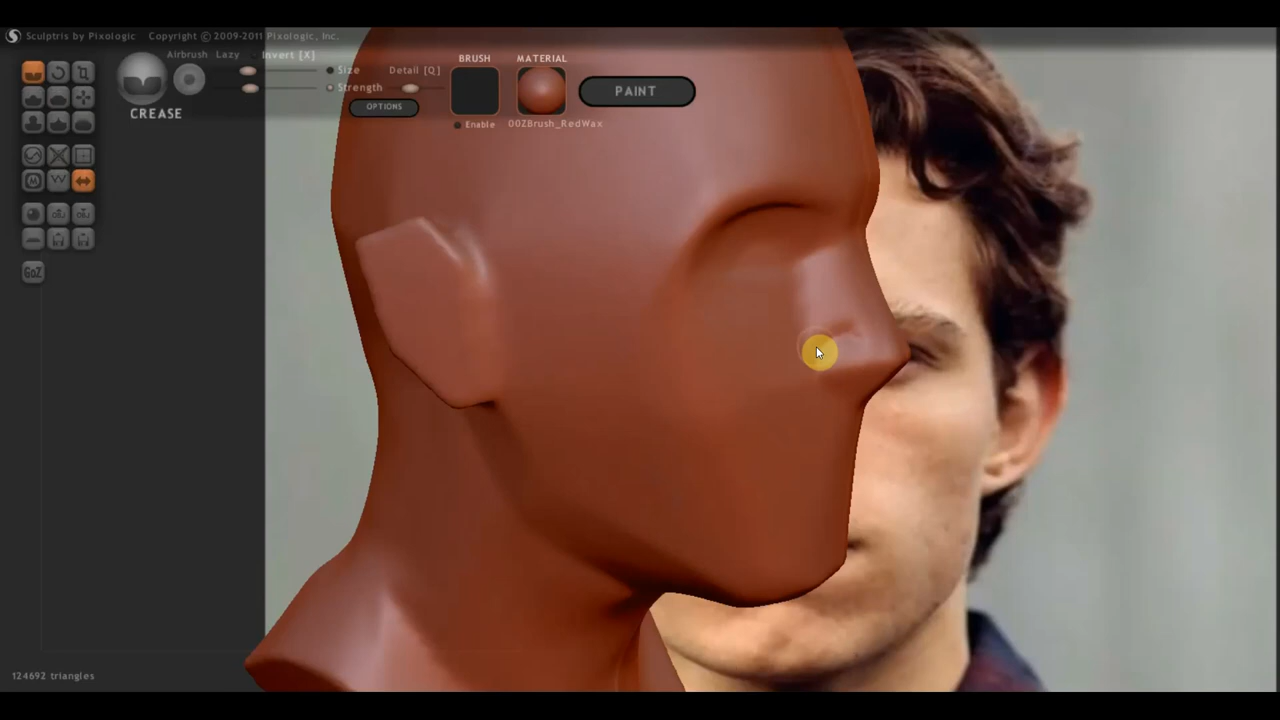 Sculptris by Pixologic Copyright © 2009-2011 Pixologic, Inc.
Airbrush Lazy Invert [X]
Size Detail [Q]
Strength
OPTIONS
CREASE
BRUSH
Enable
MATERIAL
00ZBrush_RedWax
PAINT
GoZ
124692 triangles